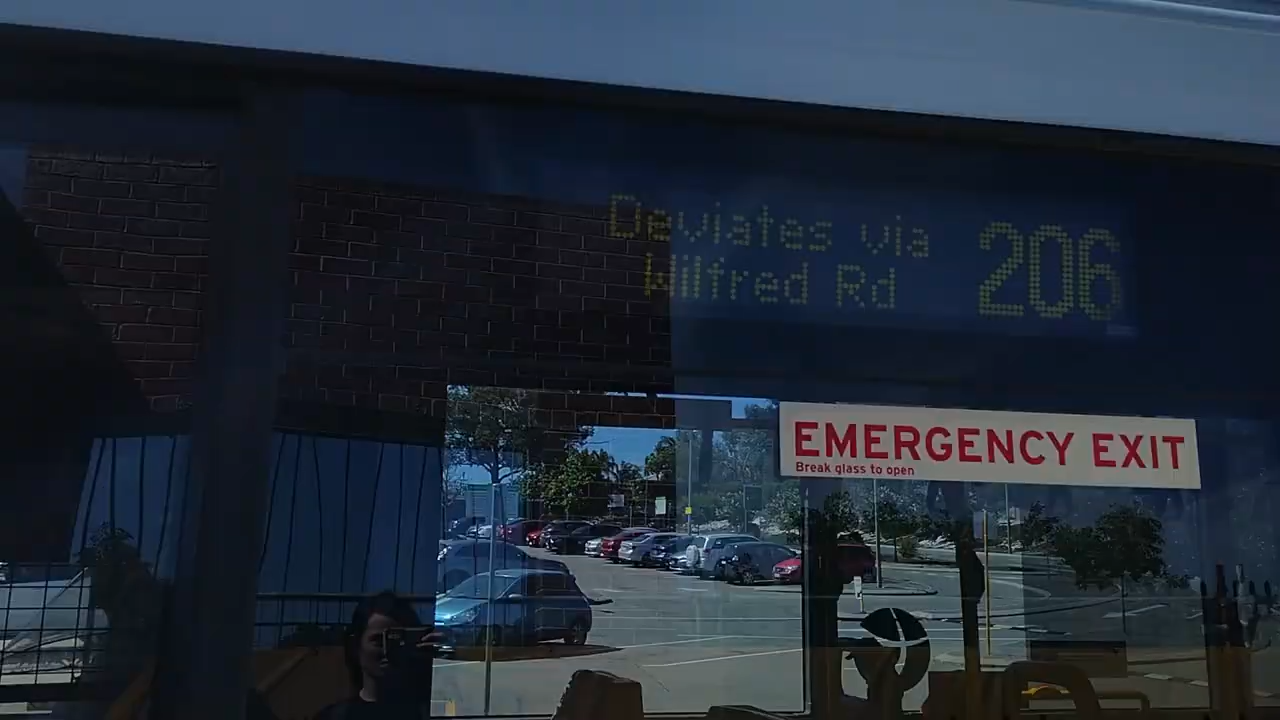 Deviates via
Wilfred Rd
206
EMERGENCY EXIT
Break glass to open